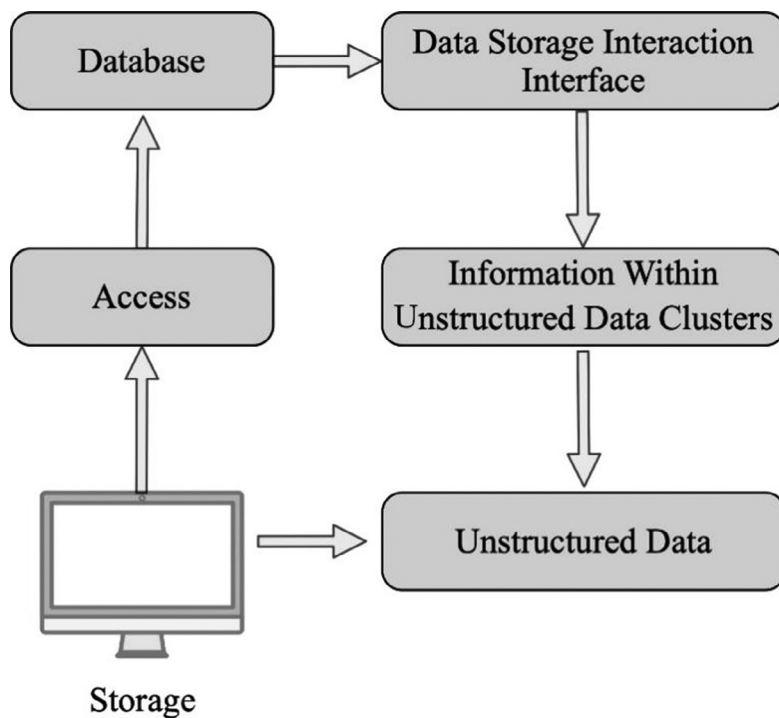 Database
Data Storage Interaction
Interface
Access
Information Within
Unstructured Data Clusters
Unstructured Data
Storage